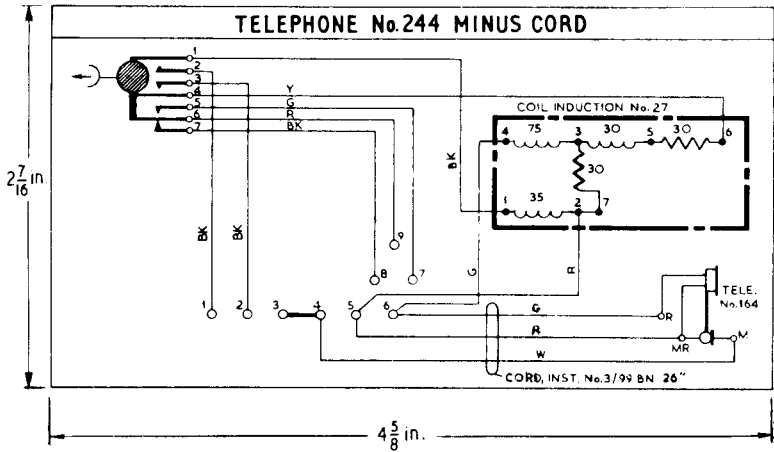 TELEPHONE No.244 MINUS CORD
1
2
3
4
5
6
7
Y
G
R
BK
COIL INDUCTION No. 27
4 75 3 30 5 30 6
30
1 35 2 7
BK
BK
BK
G
R
9
8 7
1 2 3 4 5 6
G
R
W
R
MR
M
TELE.
No.164
CORD, INST. No.3/99 BN 26"
2 7/16 in
4 5/8 in.